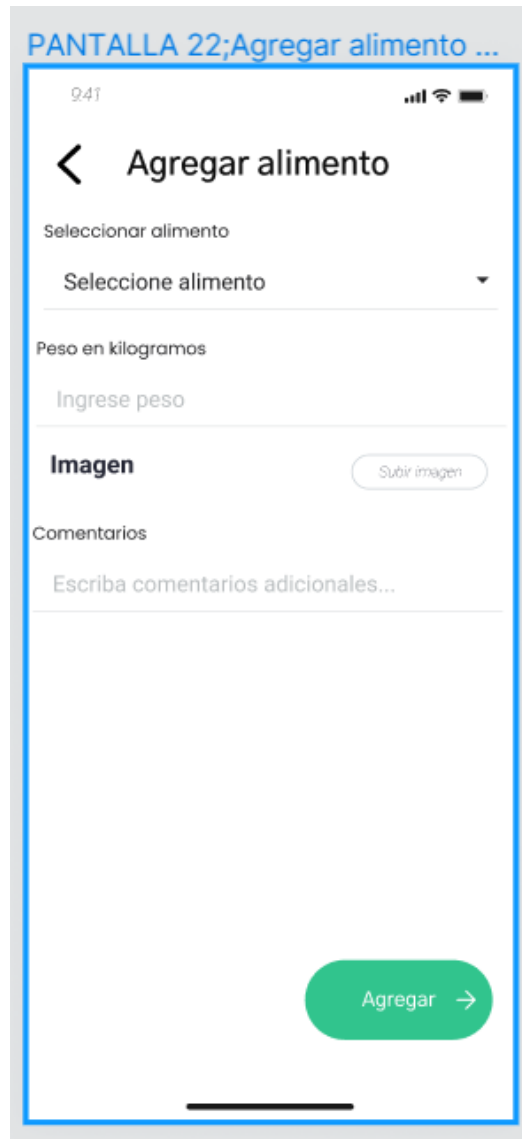 PANTALLA 22;Agregar alimento ...
9:41
Agregar alimento
Seleccionar alimento
Seleccione alimento
Peso en kilogramos
Ingrese peso
Imagen
Subir imagen
Comentarios
Escriba comentarios adicionales...
Agregar →